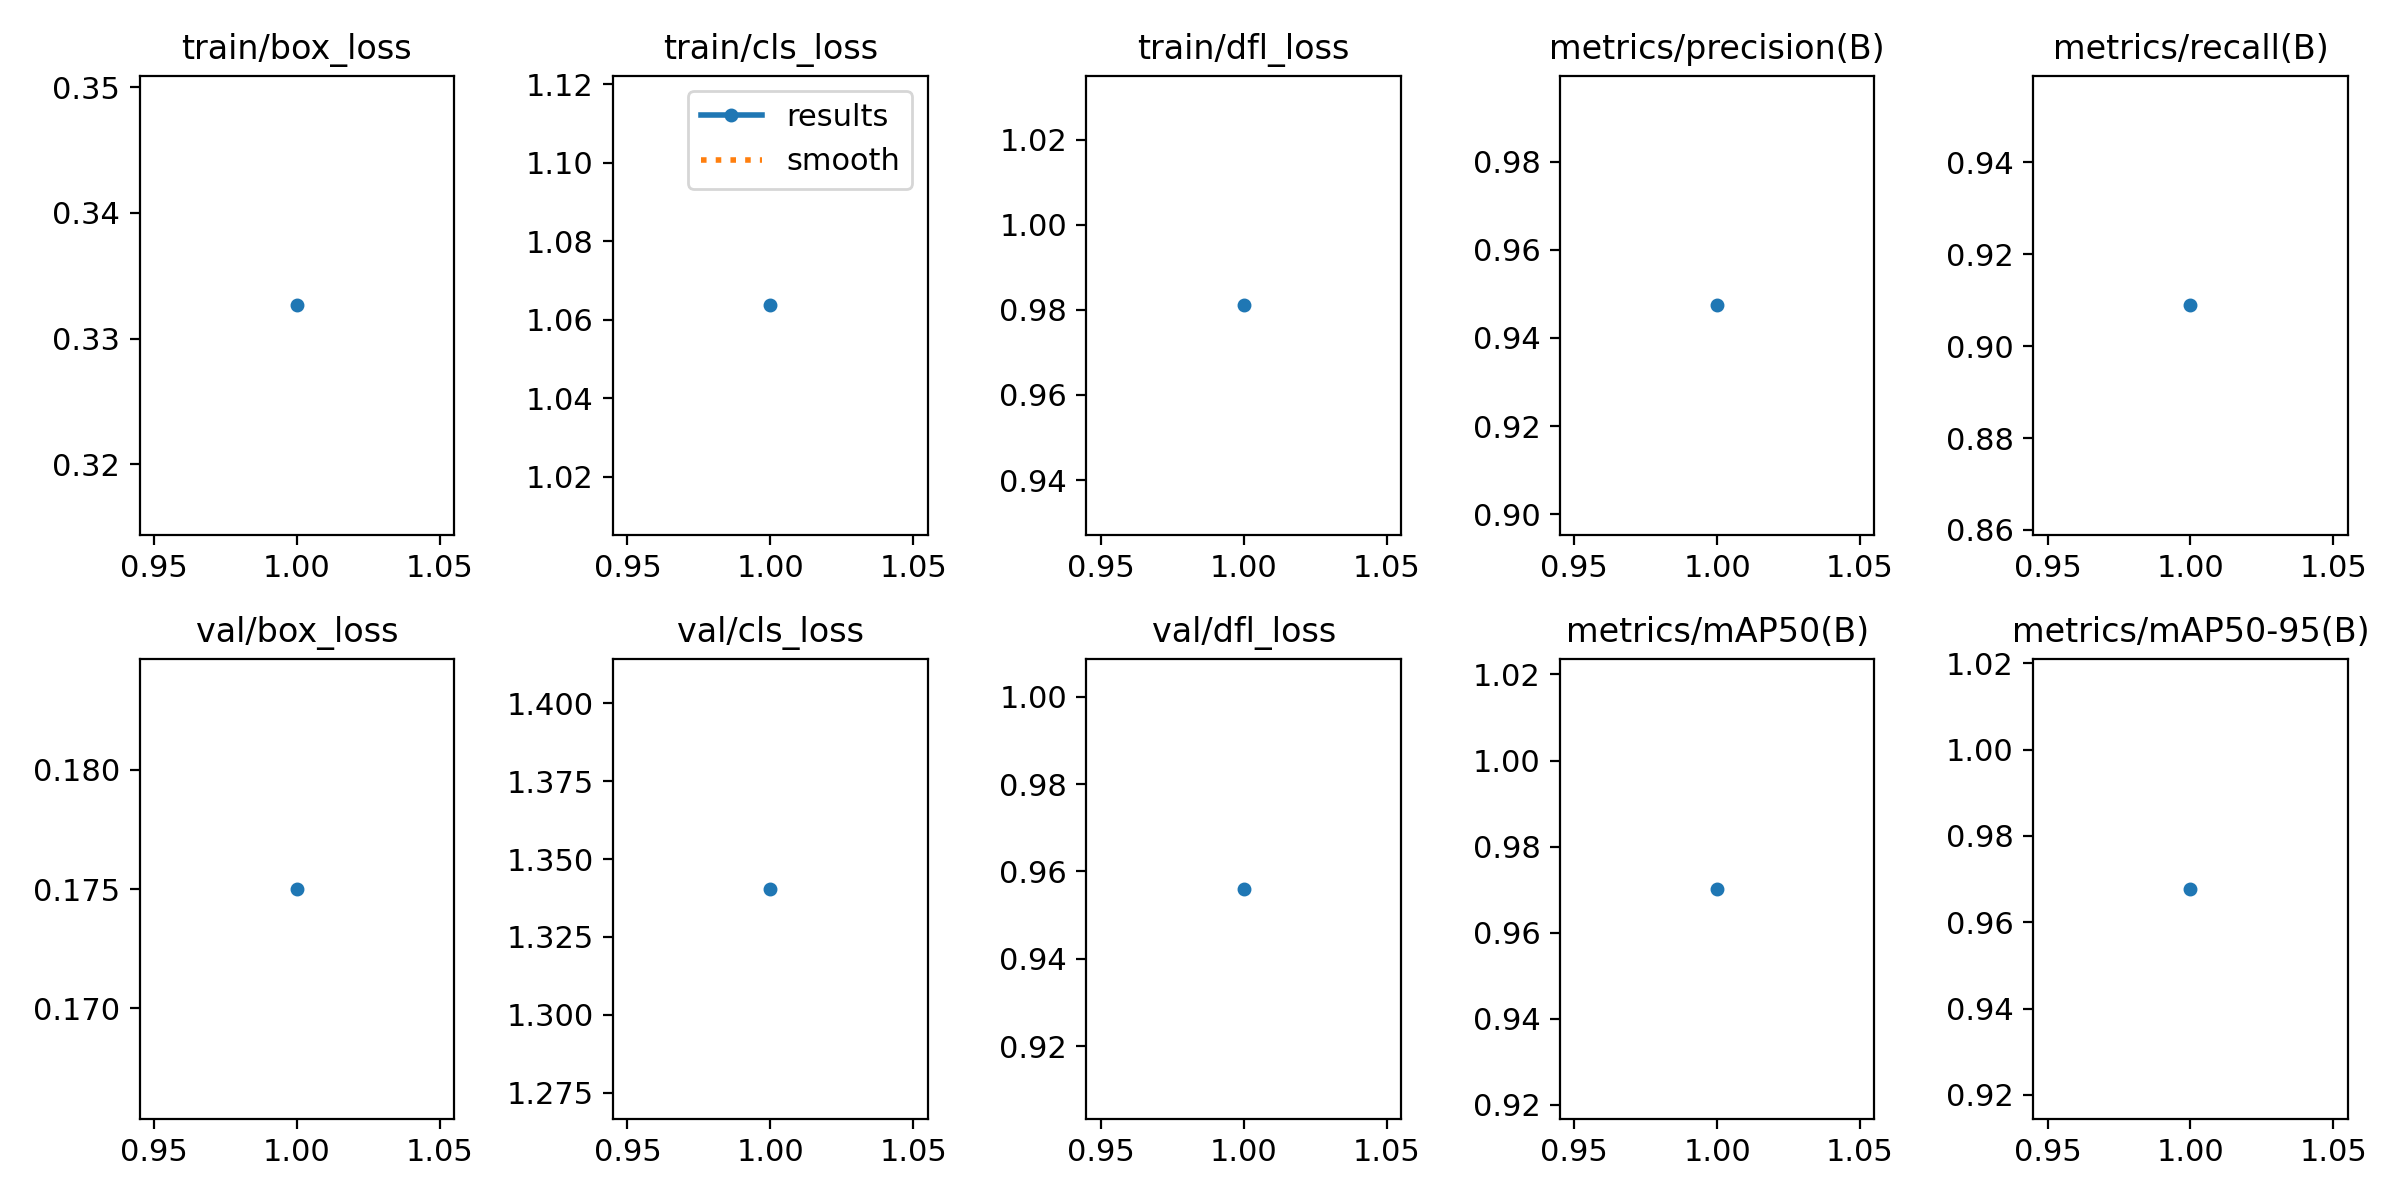 train/box_loss
0.35
0.34
0.33
0.32
0.95 1.00 1.05
train/cls_loss
results
smooth
1.12
1.10
1.08
1.06
1.04
1.02
0.95 1.00 1.05
train/dfl_loss
1.02
1.00
0.98
0.96
0.94
0.95 1.00 1.05
metrics/precision(B)
0.98
0.96
0.94
0.92
0.90
0.95 1.00 1.05
metrics/recall(B)
0.94
0.92
0.90
0.88
0.86
0.95 1.00 1.05
val/box_loss
0.180
0.175
0.170
0.95 1.00 1.05
val/cls_loss
1.400
1.375
1.350
1.325
1.300
1.275
0.95 1.00 1.05
val/dfl_loss
1.00
0.98
0.96
0.94
0.92
0.95 1.00 1.05
metrics/mAP50(B)
1.02
1.00
0.98
0.96
0.94
0.92
0.95 1.00 1.05
metrics/mAP50-95(B)
1.02
1.00
0.98
0.96
0.94
0.92
0.95 1.00 1.05